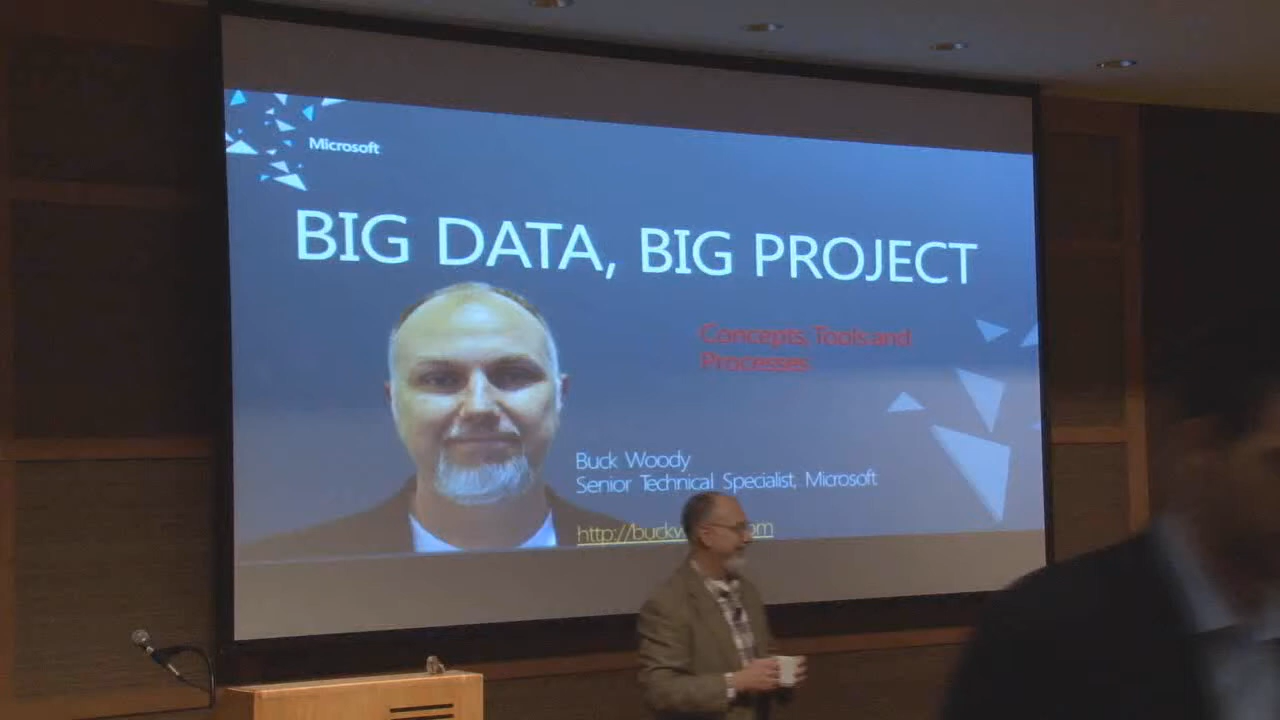 Microsoft
BIG DATA, BIG PROJECT
Concepts, Tools and
Processes
Buck Woody
Senior Technical Specialist, Microsoft